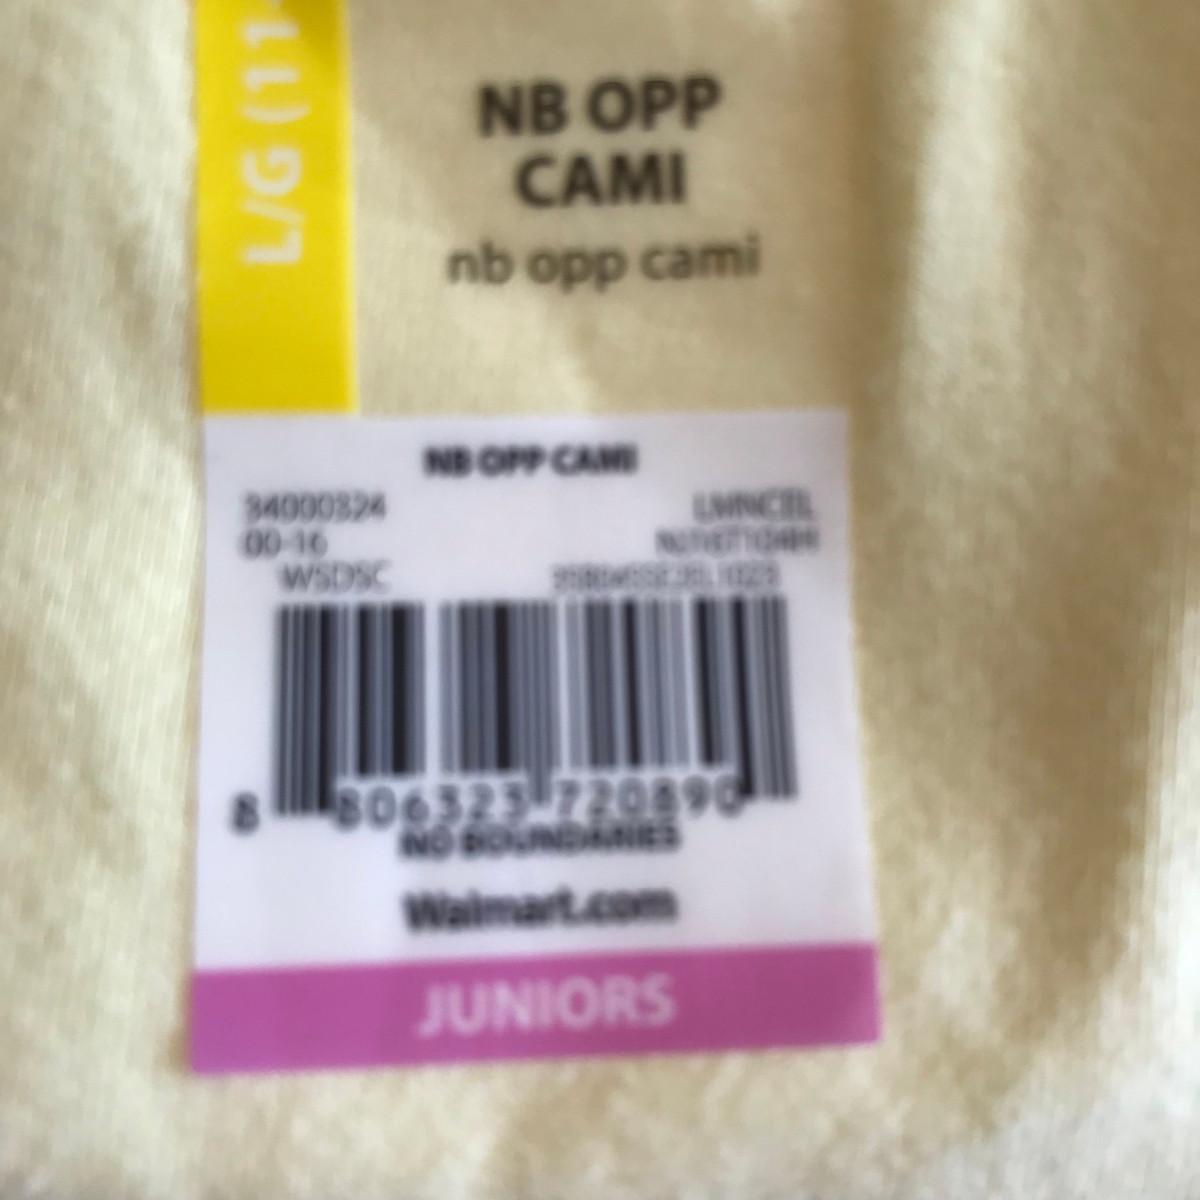 L/G (11-
NB OPP
CAMI
nb opp cami
NB OPP CAMI
34000324
00-16
WSDSC
8 806323 720890
NO BOUNDARIES
Walmart.com
JUNIORS